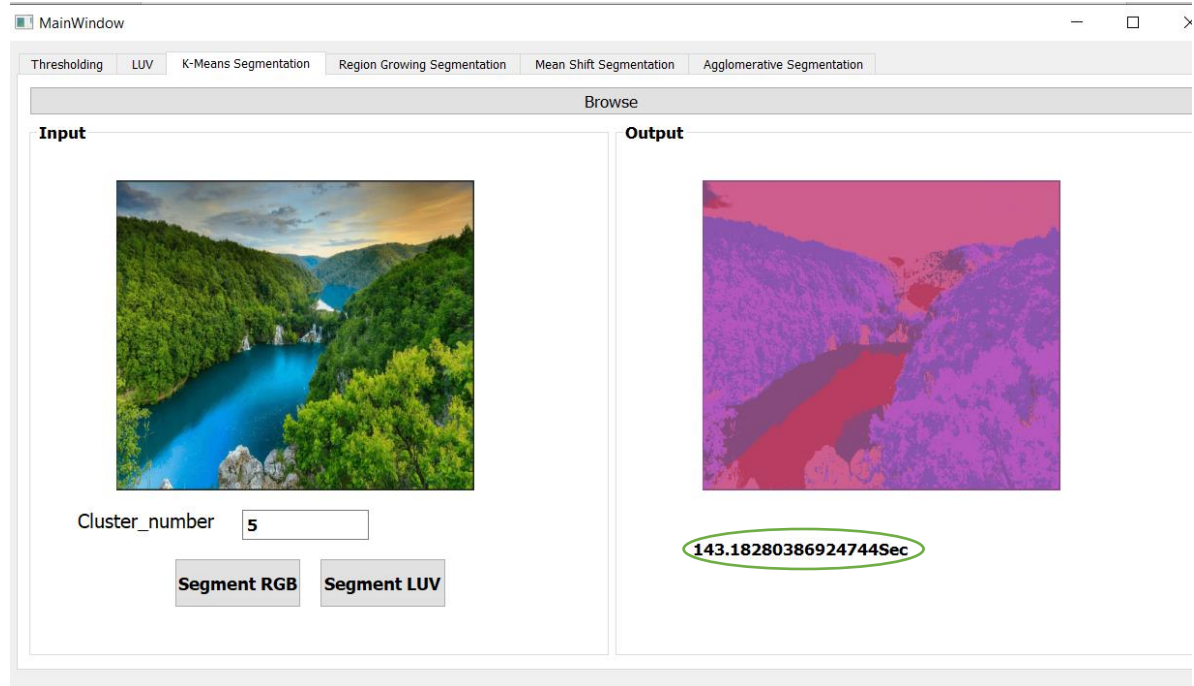 MainWindow
Thresholding LUV K-Means Segmentation Region Growing Segmentation Mean Shift Segmentation Agglomerative Segmentation
Browse
Input
Output
Cluster_number 5
143.18280386924744Sec
Segment RGB Segment LUV